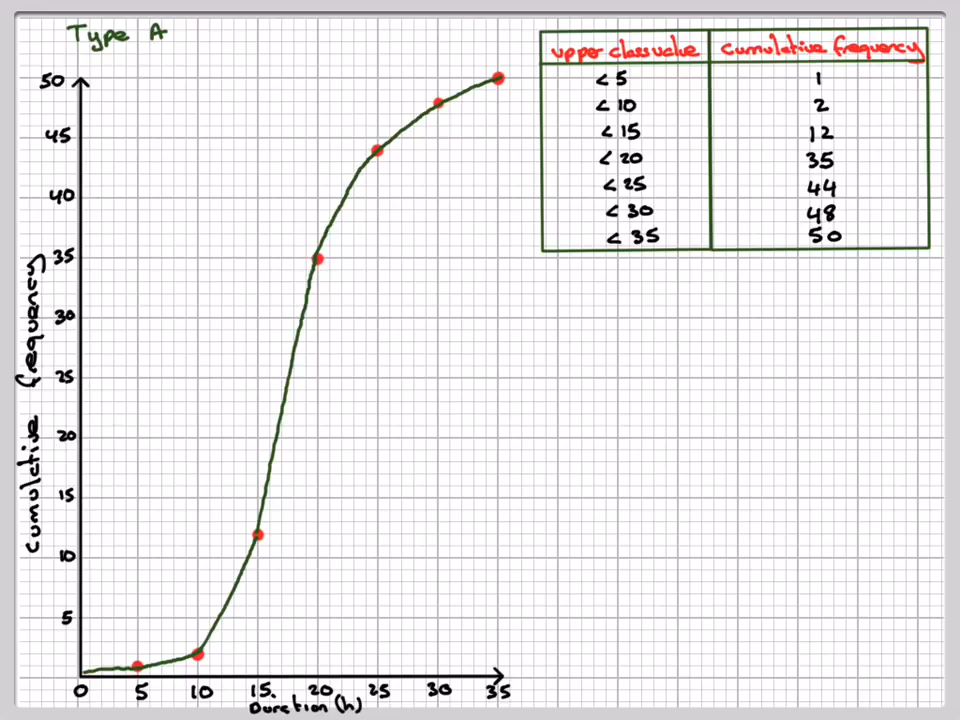 Type A
upper class value cumulative frequency
< 5 1
< 10 2
< 15 12
< 20 35
< 25 44
< 30 48
< 35 50
50
45
40
35
30
25
20
15
10
5
cumulative frequency
0 5 10 15. 20 25 30 35
Duration (h)